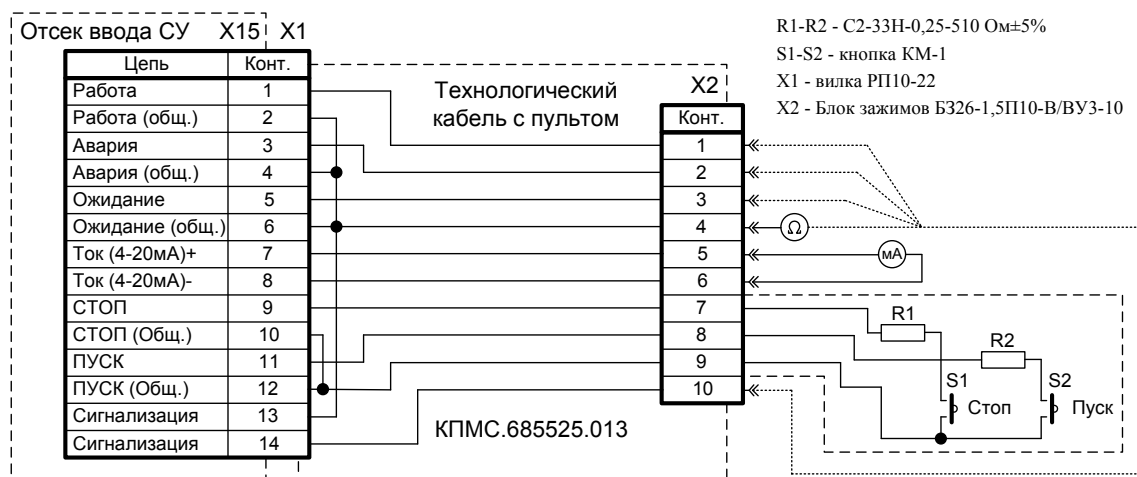 Отсек ввода СУ X15 X1
Цепь Конт.
Работа 1
Работа (общ.) 2
Авария 3
Авария (общ.) 4
Ожидание 5
Ожидание (общ.) 6
Ток (4-20мА)+ 7
Ток (4-20мА)- 8
СТОП 9
СТОП (Общ.) 10
ПУСК 11
ПУСК (Общ.) 12
Сигнализация 13
Сигнализация 14
Технологический
кабель с пультом
КПМС.685525.013
X2
Конт.
1
2
3
4
5
6
7
8
9
10
Ω
мА
R1
R2
S1
Стоп
S2
Пуск
R1-R2 - С2-33Н-0,25-510 Ом±5%
S1-S2 - кнопка КМ-1
X1 - вилка РП10-22
X2 - Блок зажимов БЗ26-1,5П10-В/ВУ3-10